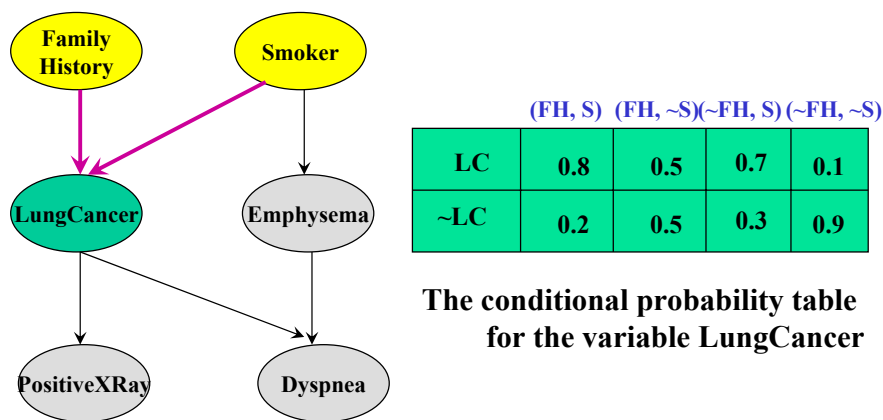 Family
History
Smoker
LungCancer
Emphysema
PositiveXRay
Dyspnea
(FH, S) (FH, ~S)(~FH, S) (~FH, ~S)
LC 0.8 0.5 0.7 0.1
~LC 0.2 0.5 0.3 0.9
The conditional probability table
for the variable LungCancer